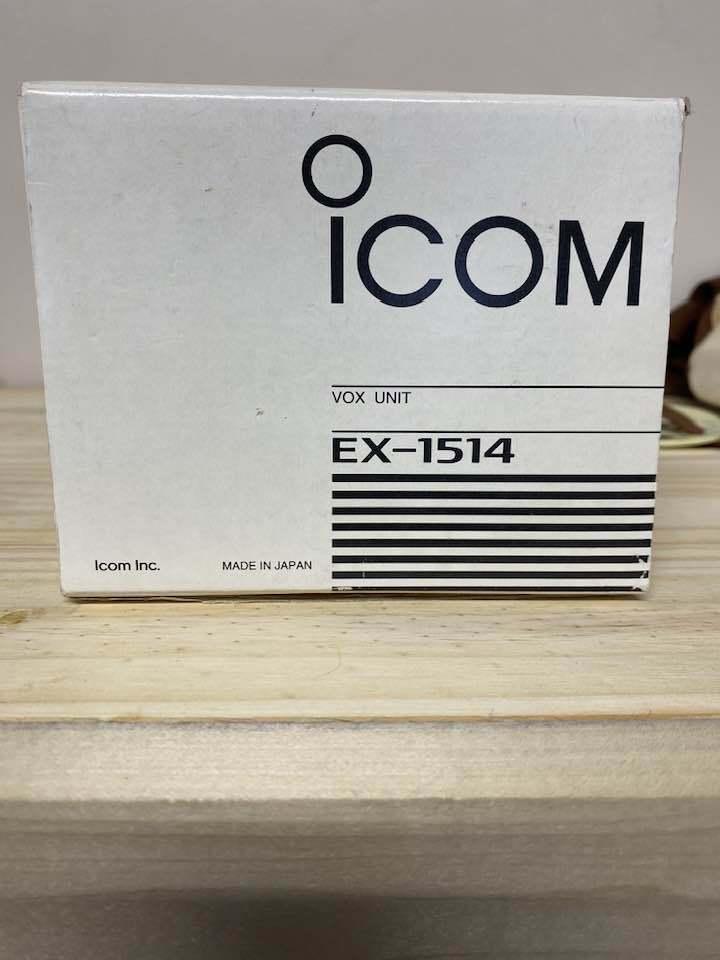 ICOM
VOX UNIT
EX-1514
Icom Inc. MADE IN JAPAN